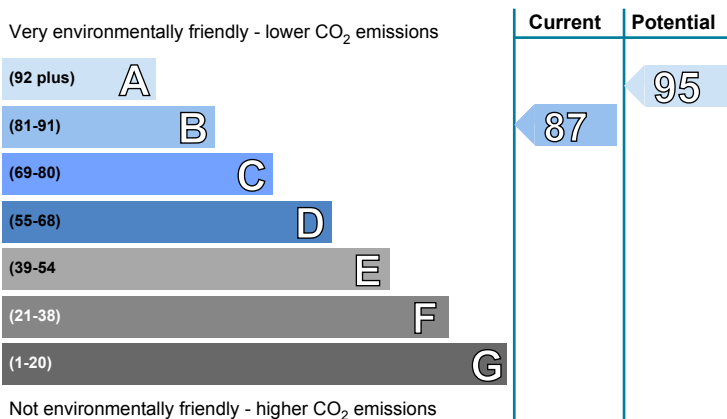 Current Potential
Very environmentally friendly - lower CO2 emissions
(92 plus) A 95
(81-91) B 87
(69-80) C
(55-68) D
(39-54 E
(21-38) F
(1-20) G
Not environmentally friendly - higher CO2 emissions